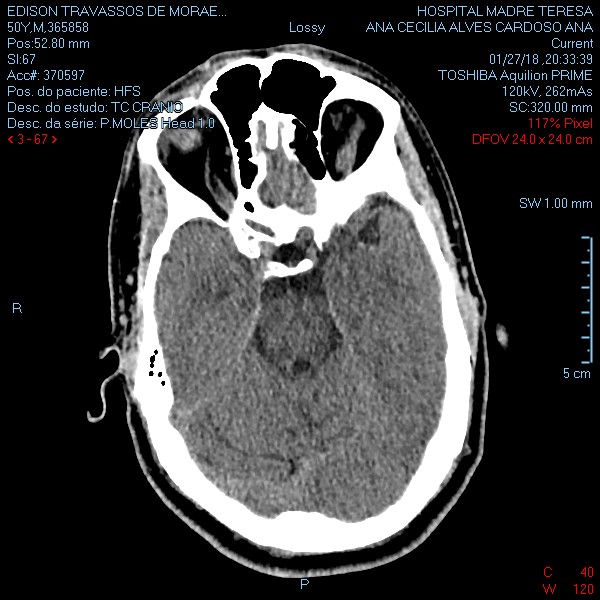 EDISON TRAVASSOS DE MORAE...
50Y,M,365858
Pos:52.80 mm
SI:67
Acc#: 370597
Pos. do paciente: HFS
Desc. do estudo: TC CRANIO
Desc. da série: P.MOLES Head 1.0
< 3 - 67 >
Lossy
HOSPITAL MADRE TERESA
ANA CECILIA ALVES CARDOSO ANA
Current
01/27/18 ,20:33:39
TOSHIBA Aquilion PRIME
120kV, 262mAs
SC:320.00 mm
117% Pixel
DFOV 24.0 x 24.0 cm
SW 1.00 mm
R
5 cm
P
C 40
W 120